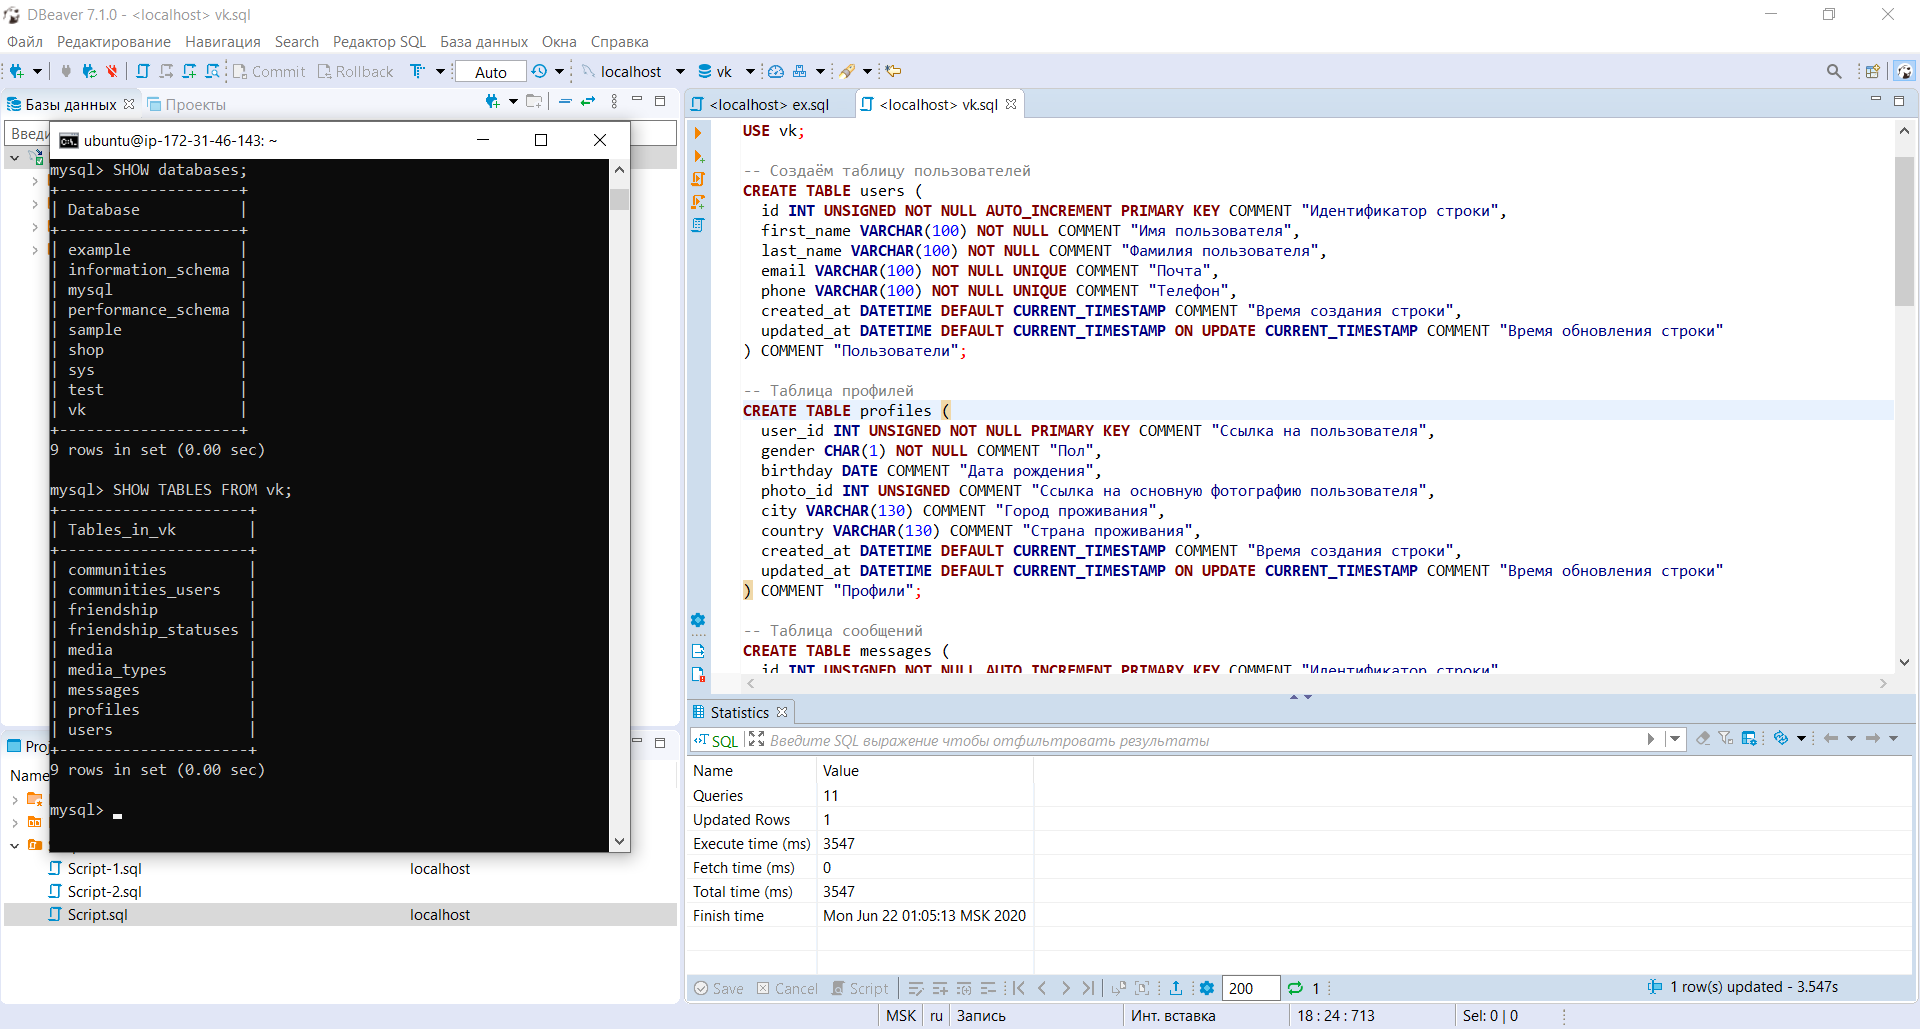 DBeaver 7.1.0 - <localhost> vk.sql
Файл Редактирование Навигация Search Редактор SQL База данных Окна Справка
Commit Rollback Auto localhost vk
Базы данных Проекты
Введи
ubuntu@ip-172-31-46-143: ~
mysql> SHOW databases;
+--------------------+
| Database           |
+--------------------+
| example            |
| information_schema |
| mysql              |
| performance_schema |
| sample             |
| shop               |
| sys                |
| test               |
| vk                 |
+--------------------+
9 rows in set (0.00 sec)
mysql> SHOW TABLES FROM vk;
+---------------------+
| Tables_in_vk        |
+---------------------+
| communities         |
| communities_users   |
| friendship          |
| friendship_statuses |
| media               |
| media_types         |
| messages            |
| profiles            |
| users               |
+---------------------+
9 rows in set (0.00 sec)
mysql>
Name
Script-1.sql localhost
Script-2.sql
Script.sql localhost
<localhost> ex.sql <localhost> vk.sql
USE vk;
-- Создаём таблицу пользователей
CREATE TABLE users (
id INT UNSIGNED NOT NULL AUTO_INCREMENT PRIMARY KEY COMMENT "Идентификатор строки",
first_name VARCHAR(100) NOT NULL COMMENT "Имя пользователя",
last_name VARCHAR(100) NOT NULL COMMENT "Фамилия пользователя",
email VARCHAR(100) NOT NULL UNIQUE COMMENT "Почта",
phone VARCHAR(100) NOT NULL UNIQUE COMMENT "Телефон",
created_at DATETIME DEFAULT CURRENT_TIMESTAMP COMMENT "Время создания строки",
updated_at DATETIME DEFAULT CURRENT_TIMESTAMP ON UPDATE CURRENT_TIMESTAMP COMMENT "Время обновления строки"
) COMMENT "Пользователи";
-- Таблица профилей
CREATE TABLE profiles (
user_id INT UNSIGNED NOT NULL PRIMARY KEY COMMENT "Ссылка на пользователя",
gender CHAR(1) NOT NULL COMMENT "Пол",
birthday DATE COMMENT "Дата рождения",
photo_id INT UNSIGNED COMMENT "Ссылка на основную фотографию пользователя",
city VARCHAR(130) COMMENT "Город проживания",
country VARCHAR(130) COMMENT "Страна проживания",
created_at DATETIME DEFAULT CURRENT_TIMESTAMP COMMENT "Время создания строки",
updated_at DATETIME DEFAULT CURRENT_TIMESTAMP ON UPDATE CURRENT_TIMESTAMP COMMENT "Время обновления строки"
) COMMENT "Профили";
-- Таблица сообщений
CREATE TABLE messages (
id INT UNSIGNED NOT NULL AUTO_INCREMENT PRIMARY KEY COMMENT "Идентификатор строки"
Statistics
SQL Введите SQL выражение чтобы отфильтровать результаты
Name Value
Queries 11
Updated Rows 1
Execute time (ms) 3547
Fetch time (ms) 0
Total time (ms) 3547
Finish time Mon Jun 22 01:05:13 MSK 2020
Save Cancel Script 200 1 1 row(s) updated - 3.547s
MSK ru Запись Инт. вставка 18 : 24 : 713 Sel: 0 | 0